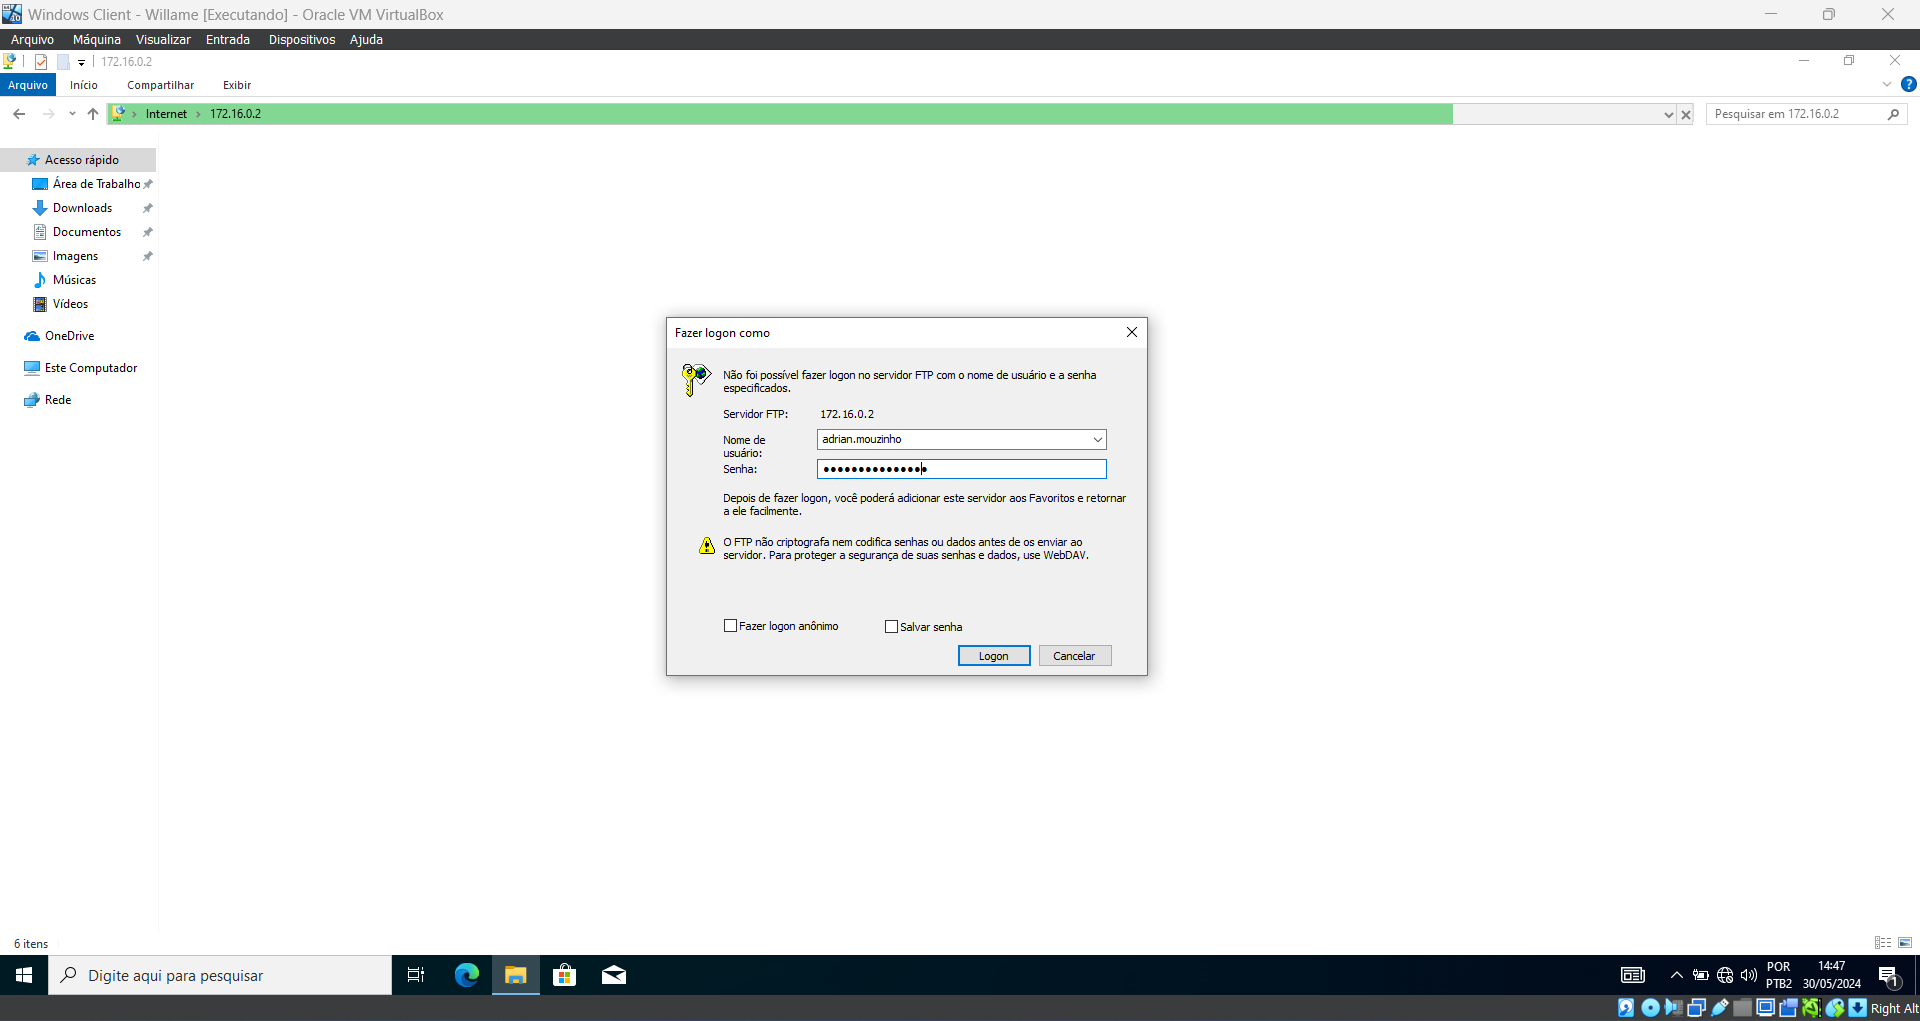 Windows Client - Willame [Executando] - Oracle VM VirtualBox
Arquivo Máquina Visualizar Entrada Dispositivos Ajuda
172.16.0.2
Arquivo Início Compartilhar Exibir
Internet 172.16.0.2
Pesquisar em 172.16.0.2
Acesso rápido
Área de Trabalho
Downloads
Documentos
Imagens
Músicas
Vídeos
OneDrive
Este Computador
Rede
Fazer logon como
Não foi possível fazer logon no servidor FTP com o nome de usuário e a senha
especificados.
Servidor FTP: 172.16.0.2
Nome de
usuário:
adrian.mouzinho
Senha:
Depois de fazer logon, você poderá adicionar este servidor aos Favoritos e retornar
a ele facilmente.
O FTP não criptografa nem codifica senhas ou dados antes de os enviar ao
servidor. Para proteger a segurança de suas senhas e dados, use WebDAV.
Fazer logon anônimo Salvar senha
Logon Cancelar
6 itens
Digite aqui para pesquisar
POR
PTB2
14:47
30/05/2024
1
Right Alt